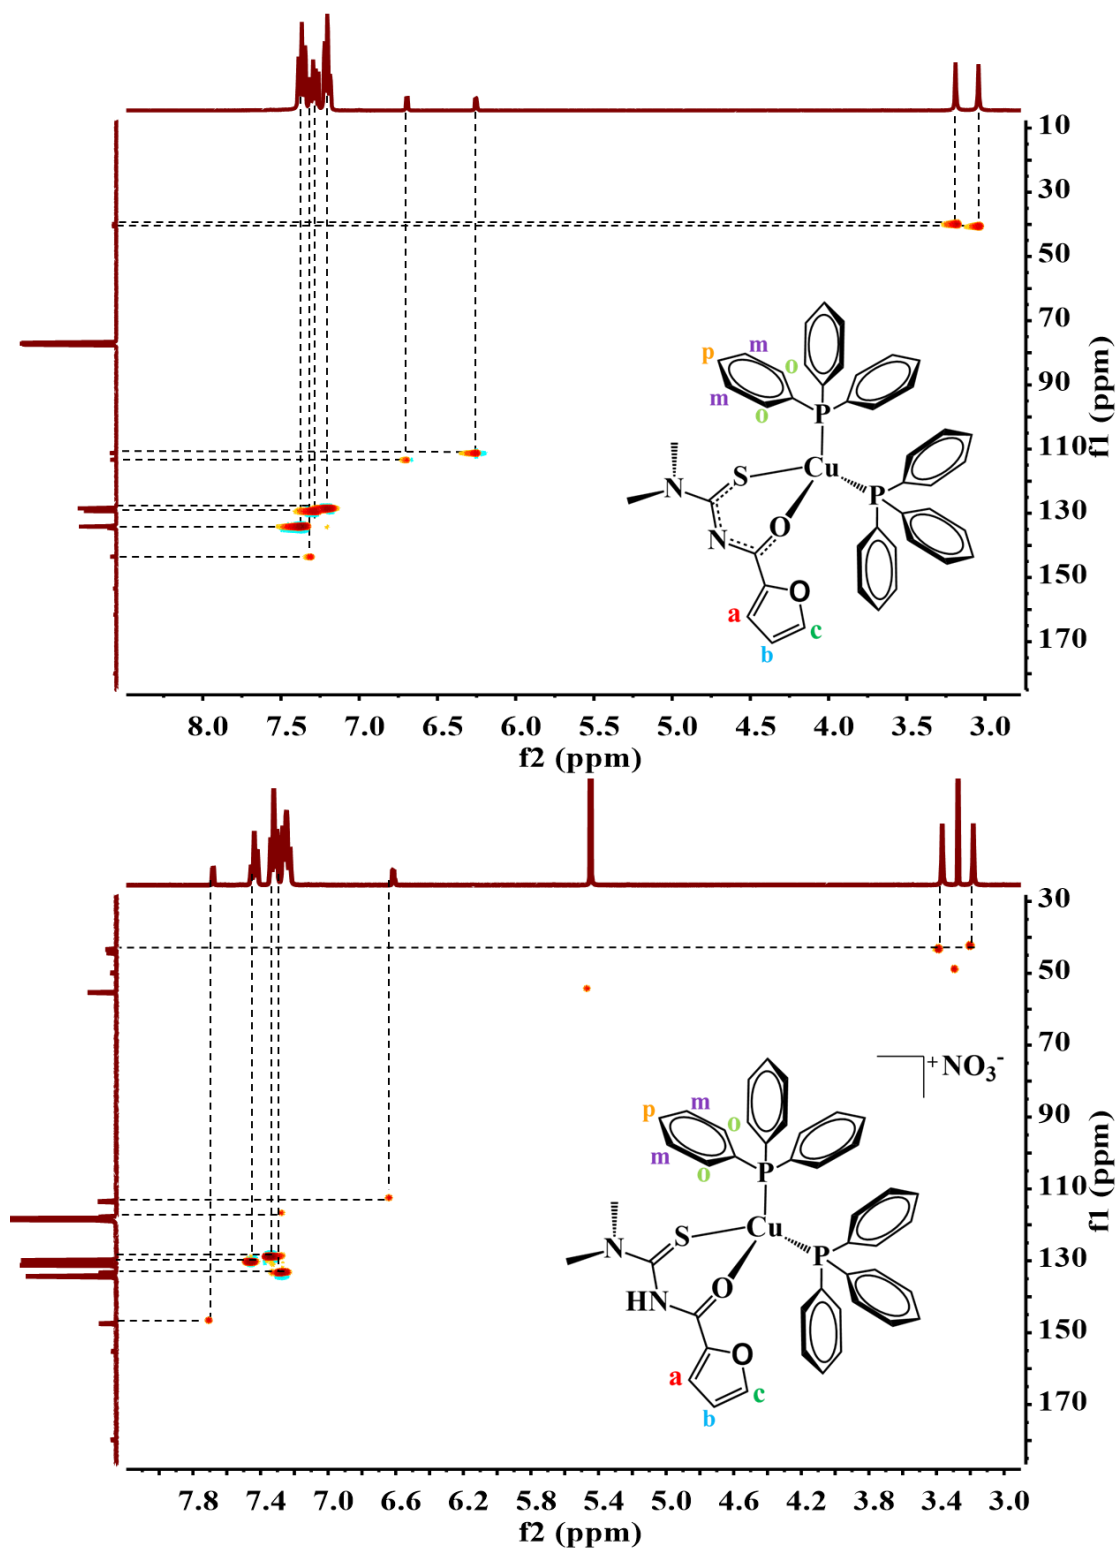 10
30
50
70
90
110
130
150
170
f1 (ppm)
p
m
o
m
o
P
S
Cu
N
P
O
N
O
a
c
b
8.0 7.5 7.0 6.5 6.0 5.5 5.0 4.5 4.0 3.5 3.0
f2 (ppm)
30
50
70
90
110
130
150
170
f1 (ppm)
+ NO3-
p
m
o
m
o
P
S
Cu
N
P
O
HN
O
a
c
b
7.8 7.4 7.0 6.6 6.2 5.8 5.4 5.0 4.6 4.2 3.8 3.4 3.0
f2 (ppm)